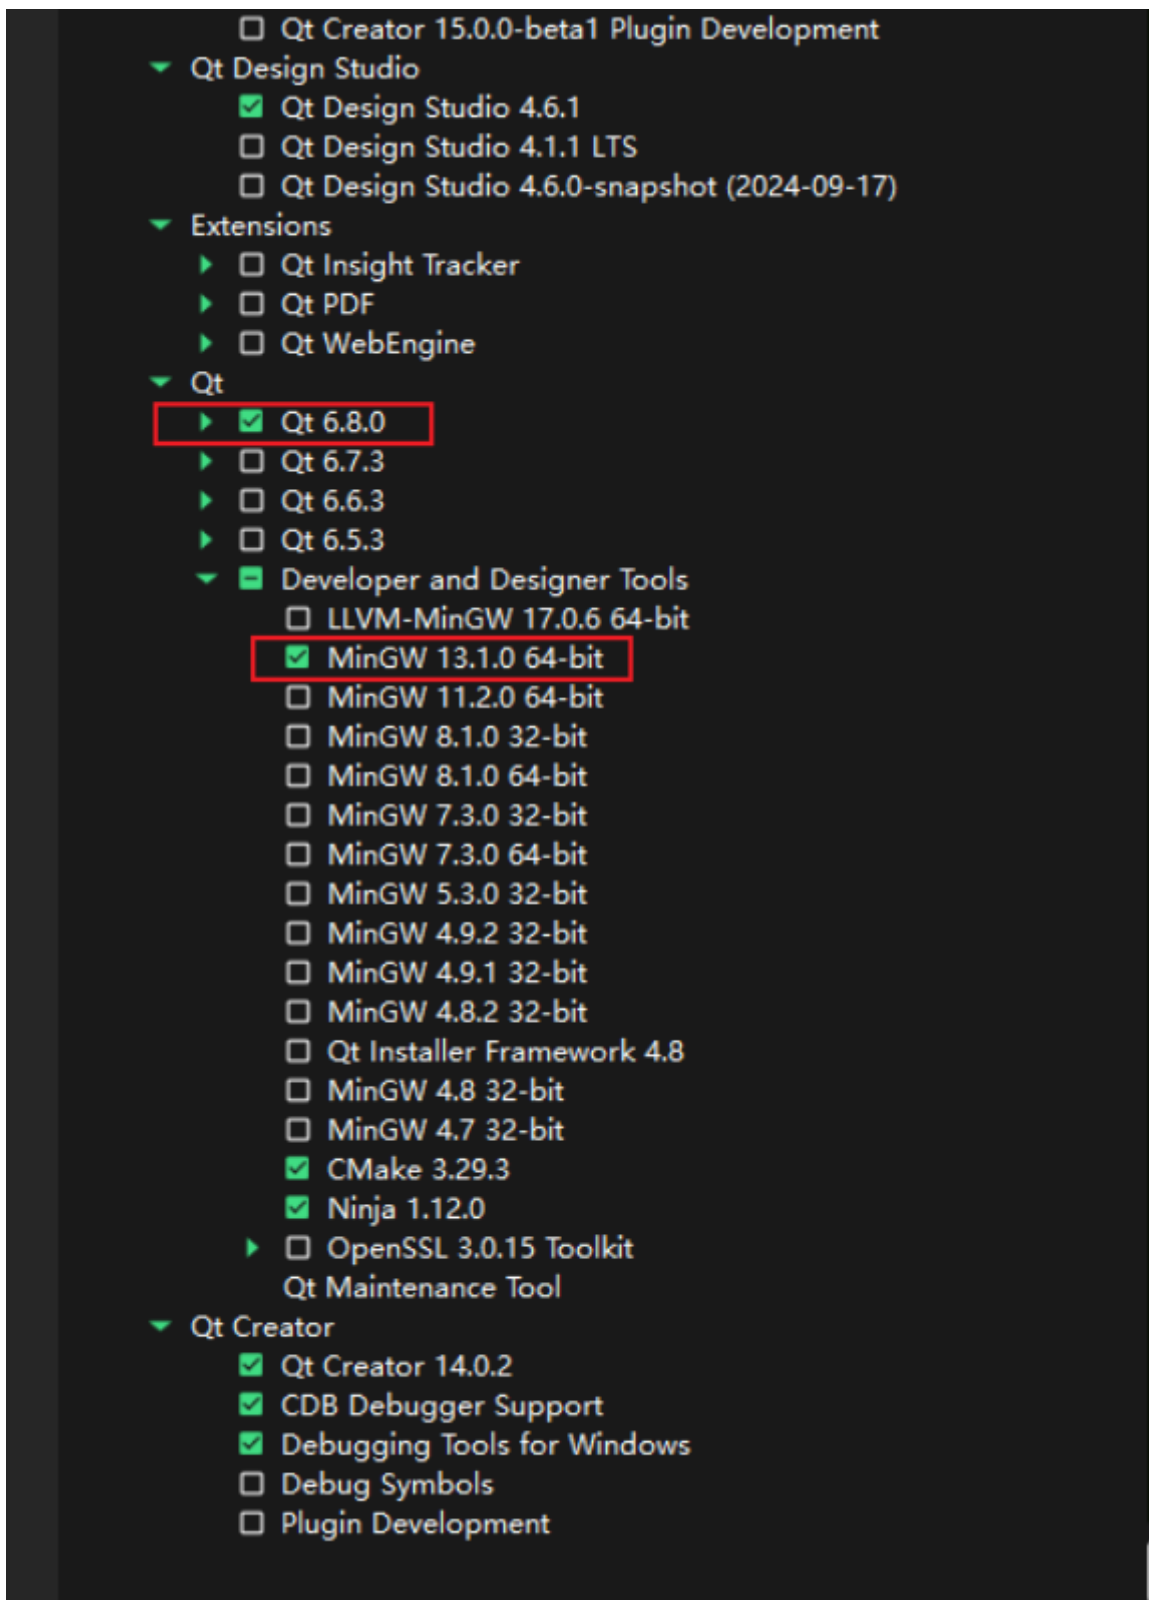 Qt Creator 15.0.0-beta1 Plugin Development
Qt Design Studio
Qt Design Studio 4.6.1
Qt Design Studio 4.1.1 LTS
Qt Design Studio 4.6.0-snapshot (2024-09-17)
Extensions
Qt Insight Tracker
Qt PDF
Qt WebEngine
Qt
Qt 6.8.0
Qt 6.7.3
Qt 6.6.3
Qt 6.5.3
Developer and Designer Tools
LLVM-MinGW 17.0.6 64-bit
MinGW 13.1.0 64-bit
MinGW 11.2.0 64-bit
MinGW 8.1.0 32-bit
MinGW 8.1.0 64-bit
MinGW 7.3.0 32-bit
MinGW 7.3.0 64-bit
MinGW 5.3.0 32-bit
MinGW 4.9.2 32-bit
MinGW 4.9.1 32-bit
MinGW 4.8.2 32-bit
Qt Installer Framework 4.8
MinGW 4.8 32-bit
MinGW 4.7 32-bit
CMake 3.29.3
Ninja 1.12.0
OpenSSL 3.0.15 Toolkit
Qt Maintenance Tool
Qt Creator
Qt Creator 14.0.2
CDB Debugger Support
Debugging Tools for Windows
Debug Symbols
Plugin Development